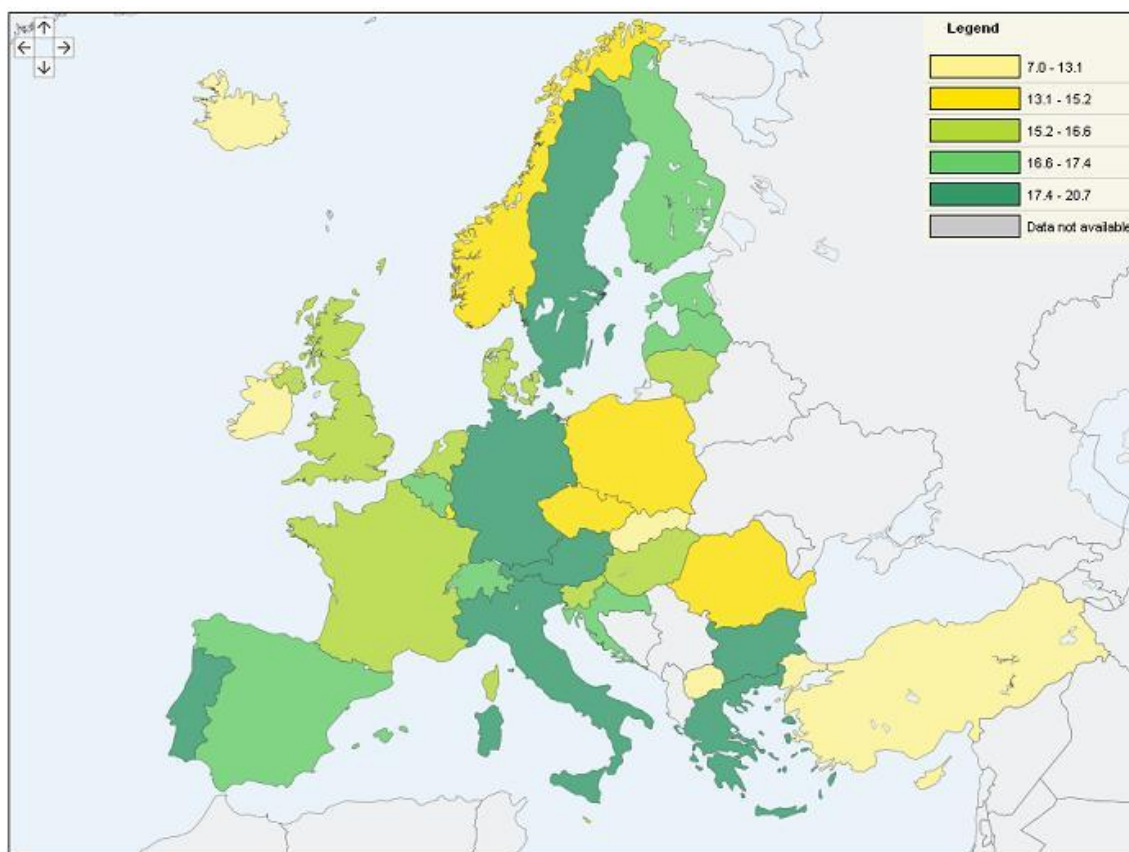 Legend
7.0 - 13.1
13.1 - 15.2
15.2 - 16.6
16.6 - 17.4
17.4 - 20.7
Data not available